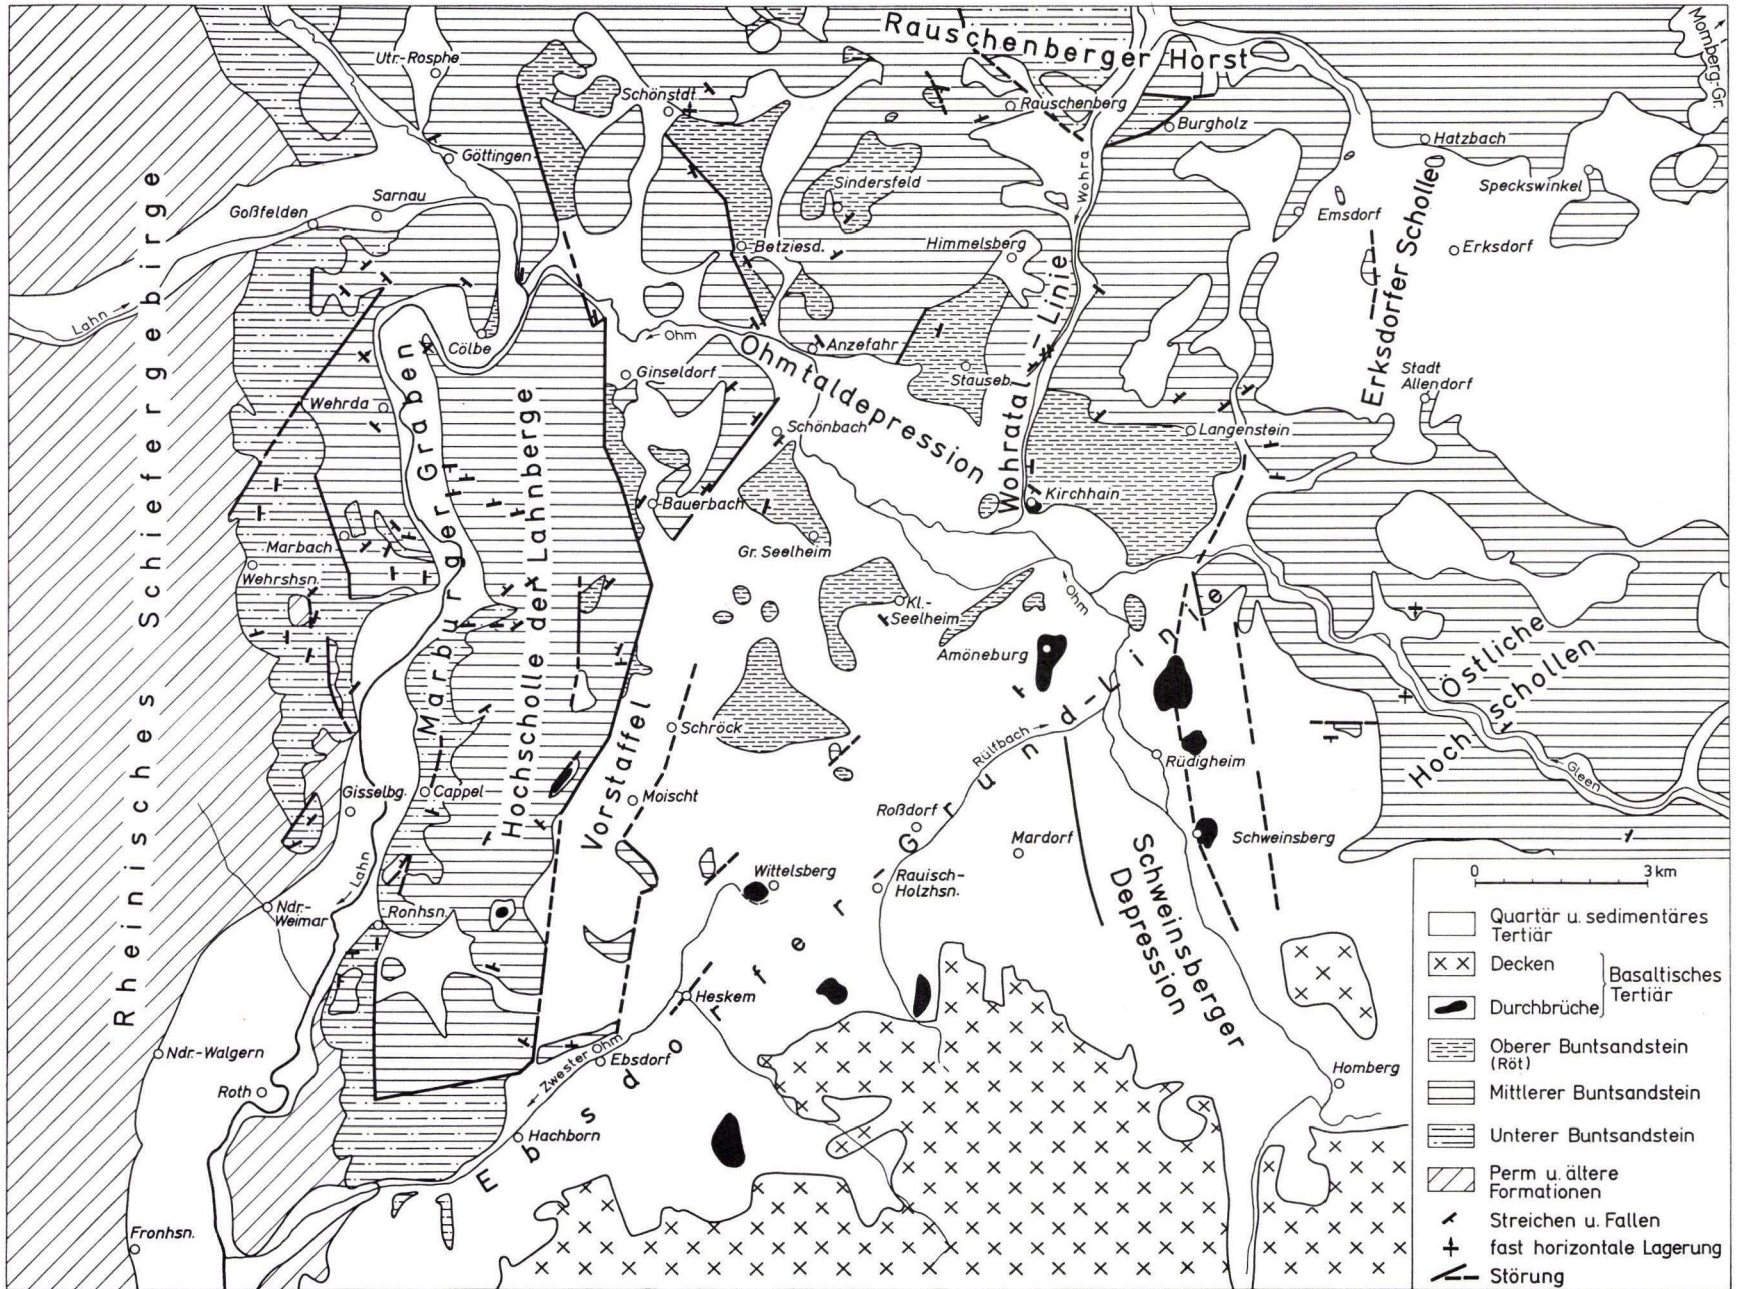 Rauschenberger Horst
Momberg-Gr.
Utr.-Rosphe
Schönstdt.
Rauschenberg
Burgholz
Hatzbach
Göttingen
Wohra
Speckswinkel
Sindersfeld
Sarnau
Goßfelden
Emsdorf
Betziesd.
Himmelsberg
Erksdorf
Erksdorfer Schollen
Rheinisches Schiefergebirge
Lahn
Ohm
Anzefahr
Cölbe
Ohmtaldepression
Wohratal-Linie
Ginseldorf
Stauseb.
Stadt
Allendorf
Wehrda
Schönbach
Langenstein
Marburger Graben
Hochscholle der Lahnberge
Kirchhain
Bauerbach
Marbach
Gr. Seelheim
Wehrshsn.
Kl.-
Seelheim
Ohm
Amöneburg
Östliche
Hochschollen
Vorstaffel
Schröck
Rülfbach
Rüdigheim
Gleen
Gisselbg.
Cappel
Moischt
Roßdorf
Mardorf
Schweinsberg
Schweinsberger
Depression
Lahn
Wittelsberg
Rauisch-
Holzhsn.
Ndr.-
Weimar
Ronhsn.
Heskem
Ebsdorfer Grund-Linie
Ndr.-Walgern
Zwester Ohm
Ebsdorf
Homberg
Roth
Hachborn
Fronhsn.
0 3 km
Quartär u. sedimentäres
Tertiär
Decken
Basaltisches
Tertiär
Durchbrüche
Oberer Buntsandstein
(Röt)
Mittlerer Buntsandstein
Unterer Buntsandstein
Perm u. ältere
Formationen
Streichen u. Fallen
fast horizontale Lagerung
Störung